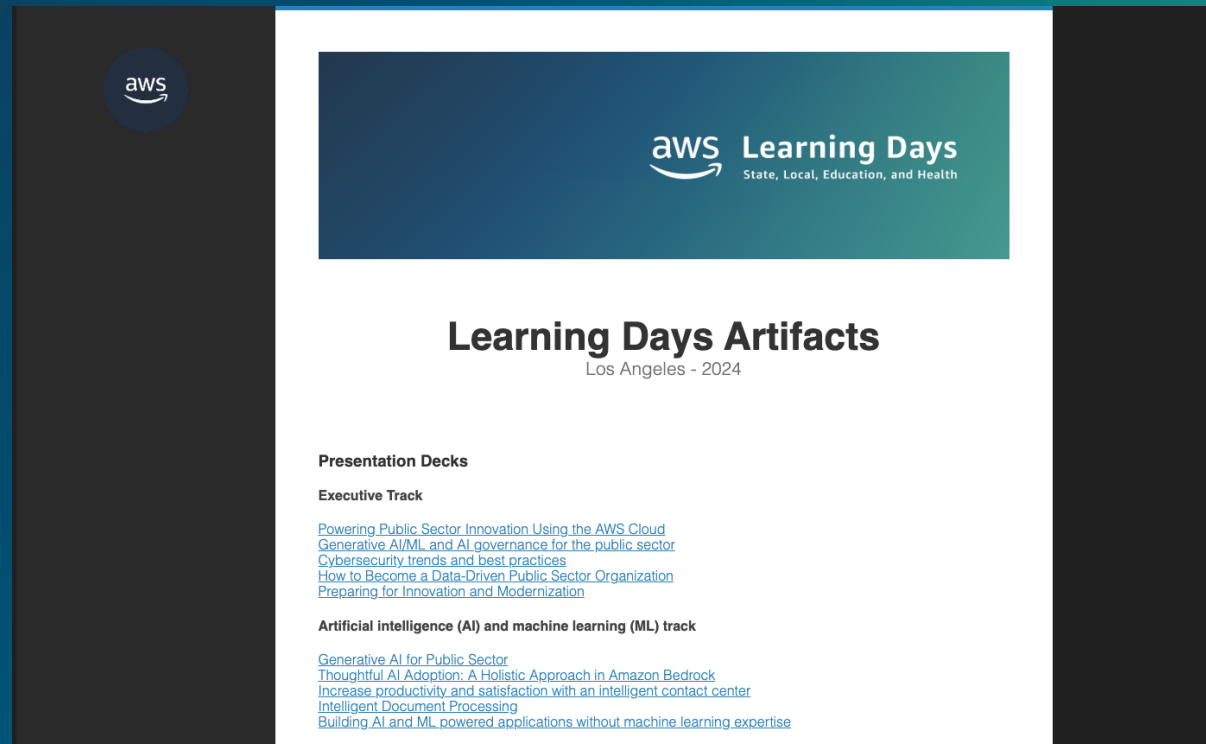 aws
aws Learning Days
State, Local, Education, and Health
Learning Days Artifacts
Los Angeles - 2024
Presentation Decks
Executive Track
Powering Public Sector Innovation Using the AWS Cloud
Generative AI/ML and AI governance for the public sector
Cybersecurity trends and best practices
How to Become a Data-Driven Public Sector Organization
Preparing for Innovation and Modernization
Artificial intelligence (AI) and machine learning (ML) track
Generative AI for Public Sector
Thoughtful AI Adoption: A Holistic Approach in Amazon Bedrock
Increase productivity and satisfaction with an intelligent contact center
Intelligent Document Processing
Building AI and ML powered applications without machine learning expertise